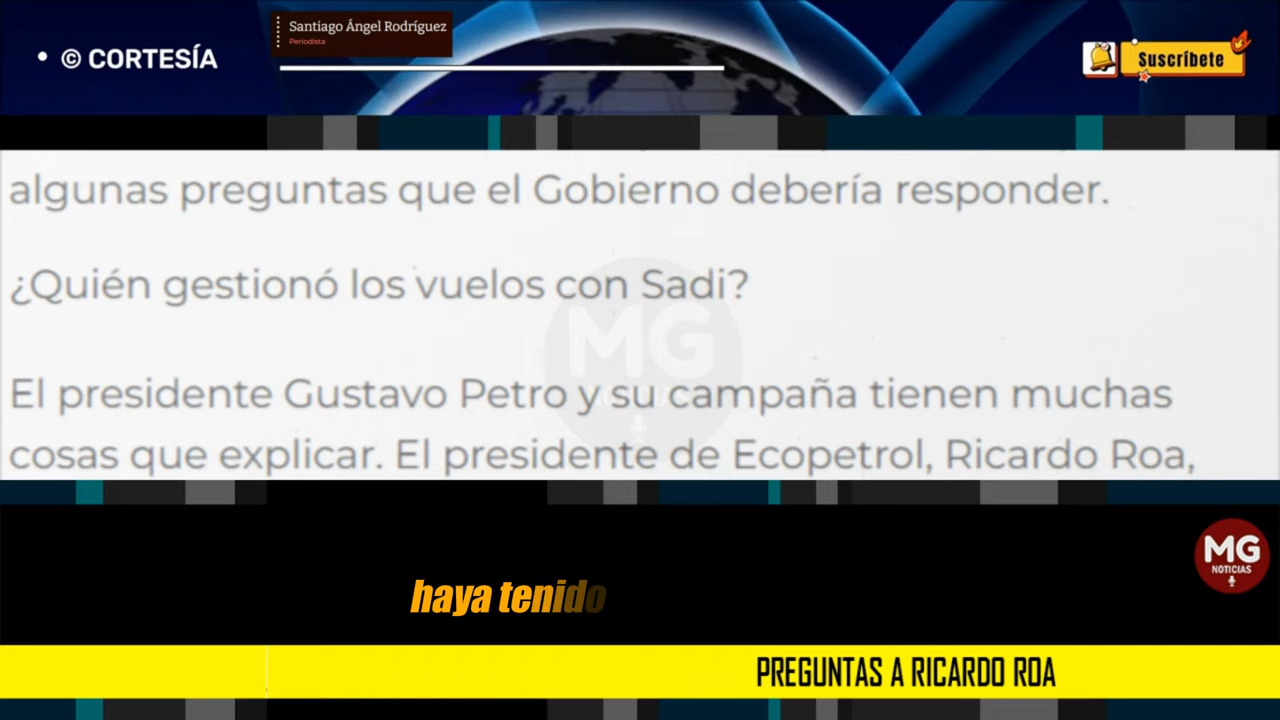 • © CORTESÍA
Santiago Ángel Rodríguez
Periodista
Suscríbete
algunas preguntas que el Gobierno debería responder.
¿Quién gestionó los vuelos con Sadi?
MG
El presidente Gustavo Petro y su campaña tienen muchas
cosas que explicar. El presidente de Ecopetrol, Ricardo Roa,
MG
NOTICIAS
haya tenido
PREGUNTAS A RICARDO ROA